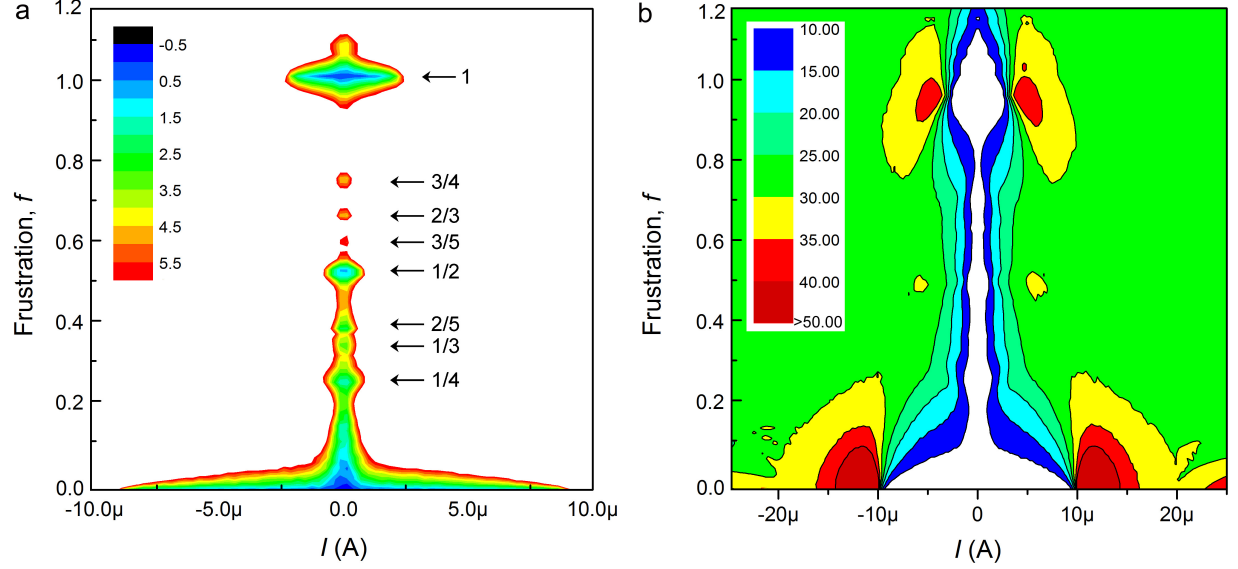 a
1.2
1.0
0.8
0.6
0.4
0.2
0.0
Frustration, f
-0.5
0.5
1.5
2.5
3.5
4.5
5.5
1
3/4
2/3
3/5
1/2
2/5
1/3
1/4
-10.0µ
-5.0µ
0.0
5.0µ
10.0µ
I (A)
b
1.2
1.0
0.8
0.6
0.4
0.2
0.0
Frustration, f
10.00
15.00
20.00
25.00
30.00
35.00
40.00
>50.00
-20µ
-10µ
0
10µ
20µ
I (A)